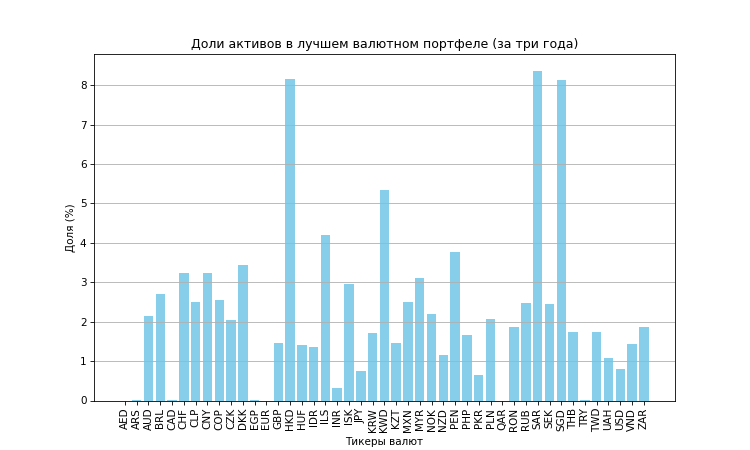 Доли активов в лучшем валютном портфеле (за три года)
Доля (%)
8
7
6
5
4
3
2
1
0
AED ARS AUD BRL CAD CHF CLP CNY COP CZK DKK EGP EUR GBP HKD HUF IDR ILS INR ISK JPY KRW KWD KZT MXN MYR NOK NZD PEN PHP PKR PLN QAR RON RUB SAR SEK SGD THB TRY TWD UAH USD VND ZAR
Тикеры валют